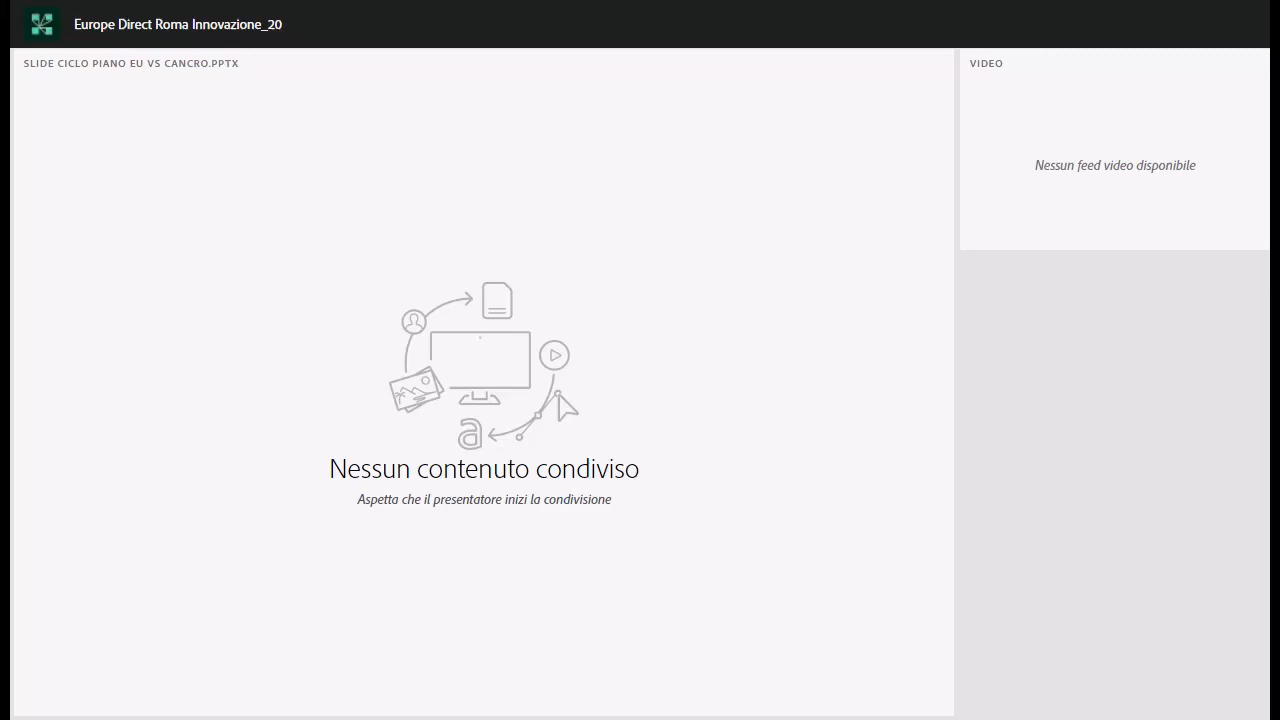 Europe Direct Roma Innovazione_20
SLIDE CICLO PIANO EU VS CANCRO.PPTX
VIDEO
Nessun feed video disponibile
a
Nessun contenuto condiviso
Aspetta che il presentatore inizi la condivisione